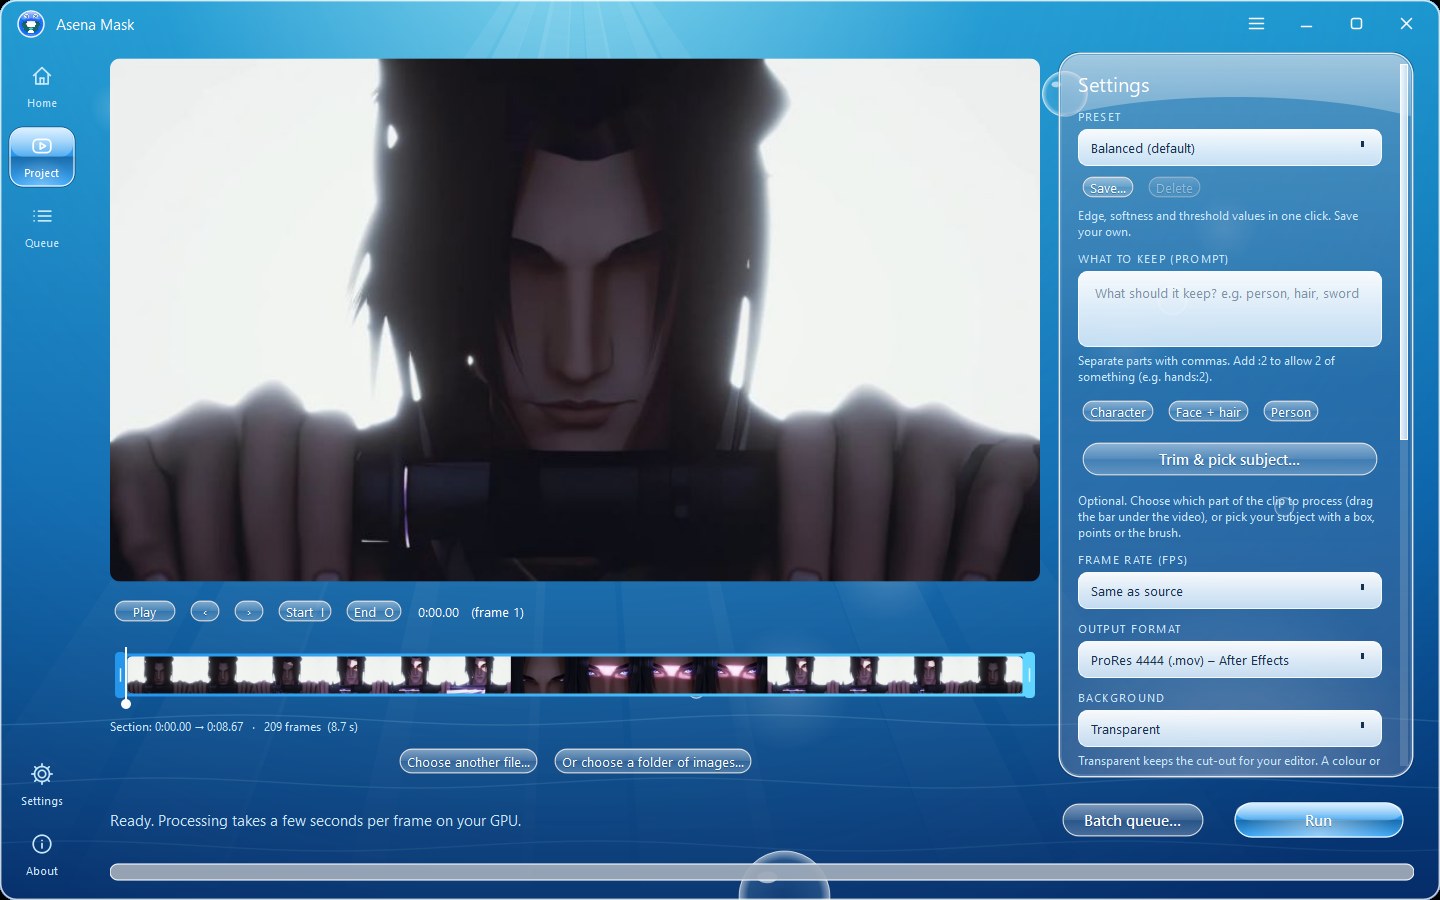 Asena Mask
Home
Project
Queue
Settings
About
Play
‹
›
Start I
End O
0:00.00 (frame 1)
Section: 0:00.00 → 0:08.67 · 209 frames (8.7 s)
Choose another file...
Or choose a folder of images...
Ready. Processing takes a few seconds per frame on your GPU.
Settings
PRESET
Balanced (default)
Save...
Delete
Edge, softness and threshold values in one click. Save
your own.
WHAT TO KEEP (PROMPT)
What should it keep? e.g. person, hair, sword
Separate parts with commas. Add :2 to allow 2 of
something (e.g. hands:2).
Character
Face + hair
Person
Trim & pick subject...
Optional. Choose which part of the clip to process (drag
the bar under the video), or pick your subject with a box,
points or the brush.
FRAME RATE (FPS)
Same as source
OUTPUT FORMAT
ProRes 4444 (.mov) – After Effects
BACKGROUND
Transparent
Transparent keeps the cut-out for your editor. A colour or
Batch queue...
Run